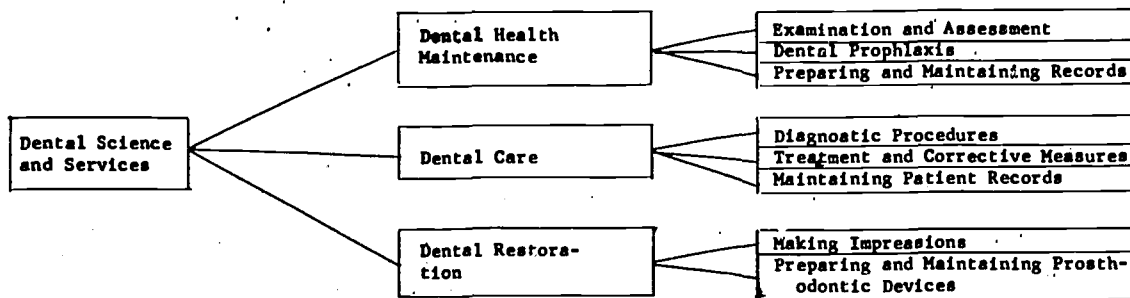 Dental Science
and Services
Dental Health
Maintenance
Examination and Assessment
Dental Prophlaxis
Preparing and Maintaining Records
Dental Care
Diagnostic Procedures
Treatment and Corrective Measures
Maintaining Patient Records
Dental Restora-
tion
Making Impressions
Preparing and Maintaining Prosth-
odontic Devices